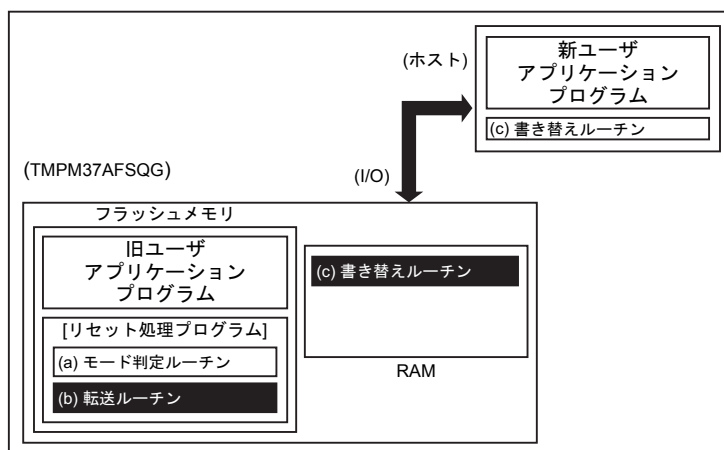 (ホスト)
新ユーザ
アプリケーション
プログラム
(c) 書き替えルーチン
(TMPM37AFSQG)
(I/O)
フラッシュメモリ
旧ユーザ
アプリケーション
プログラム
[リセット処理プログラム]
(a) モード判定ルーチン
(b) 転送ルーチン
(c) 書き替えルーチン
RAM